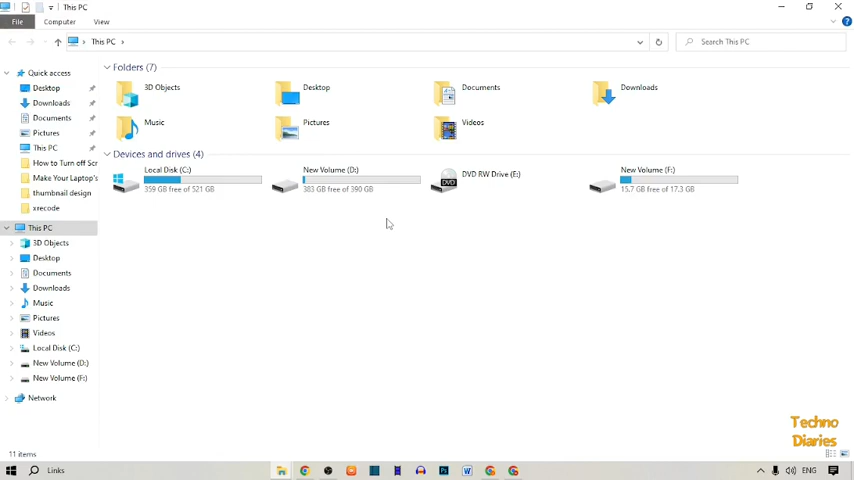 This PC
File Computer View
This PC
Search This PC
Quick access
Desktop
Downloads
Documents
Pictures
This PC
How to Turn off Scr
Make Your Laptop's
thumbnail design
xrecode
This PC
3D Objects
Desktop
Documents
Downloads
Music
Pictures
Videos
Local Disk (C:)
New Volume (D:)
New Volume (F:)
Network
Folders (7)
3D Objects Desktop Documents Downloads
Music Pictures Videos
Devices and drives (4)
Local Disk (C:)
359 GB free of 521 GB
New Volume (D:)
383 GB free of 390 GB
DVD
DVD RW Drive (E:)
New Volume (F:)
15.7 GB free of 17.3 GB
Techno
Diaries
11 items
Links
Ps
W
ENG